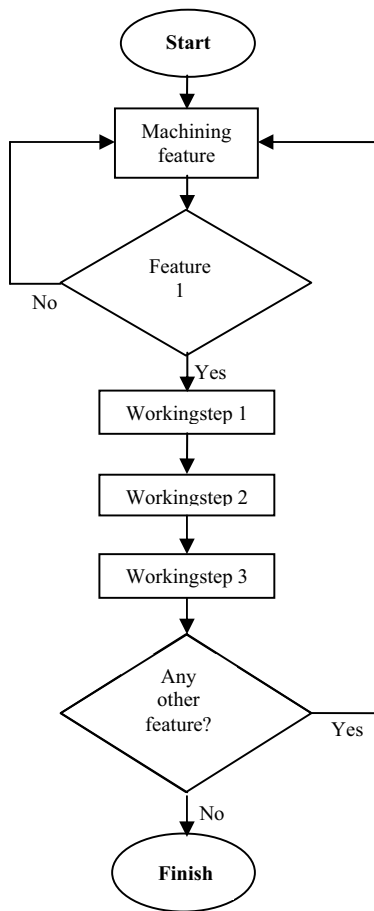 Start
Machining
feature
Feature
1
No
Yes
Workingstep 1
Workingstep 2
Workingstep 3
Any
other
feature?
Yes
No
Finish